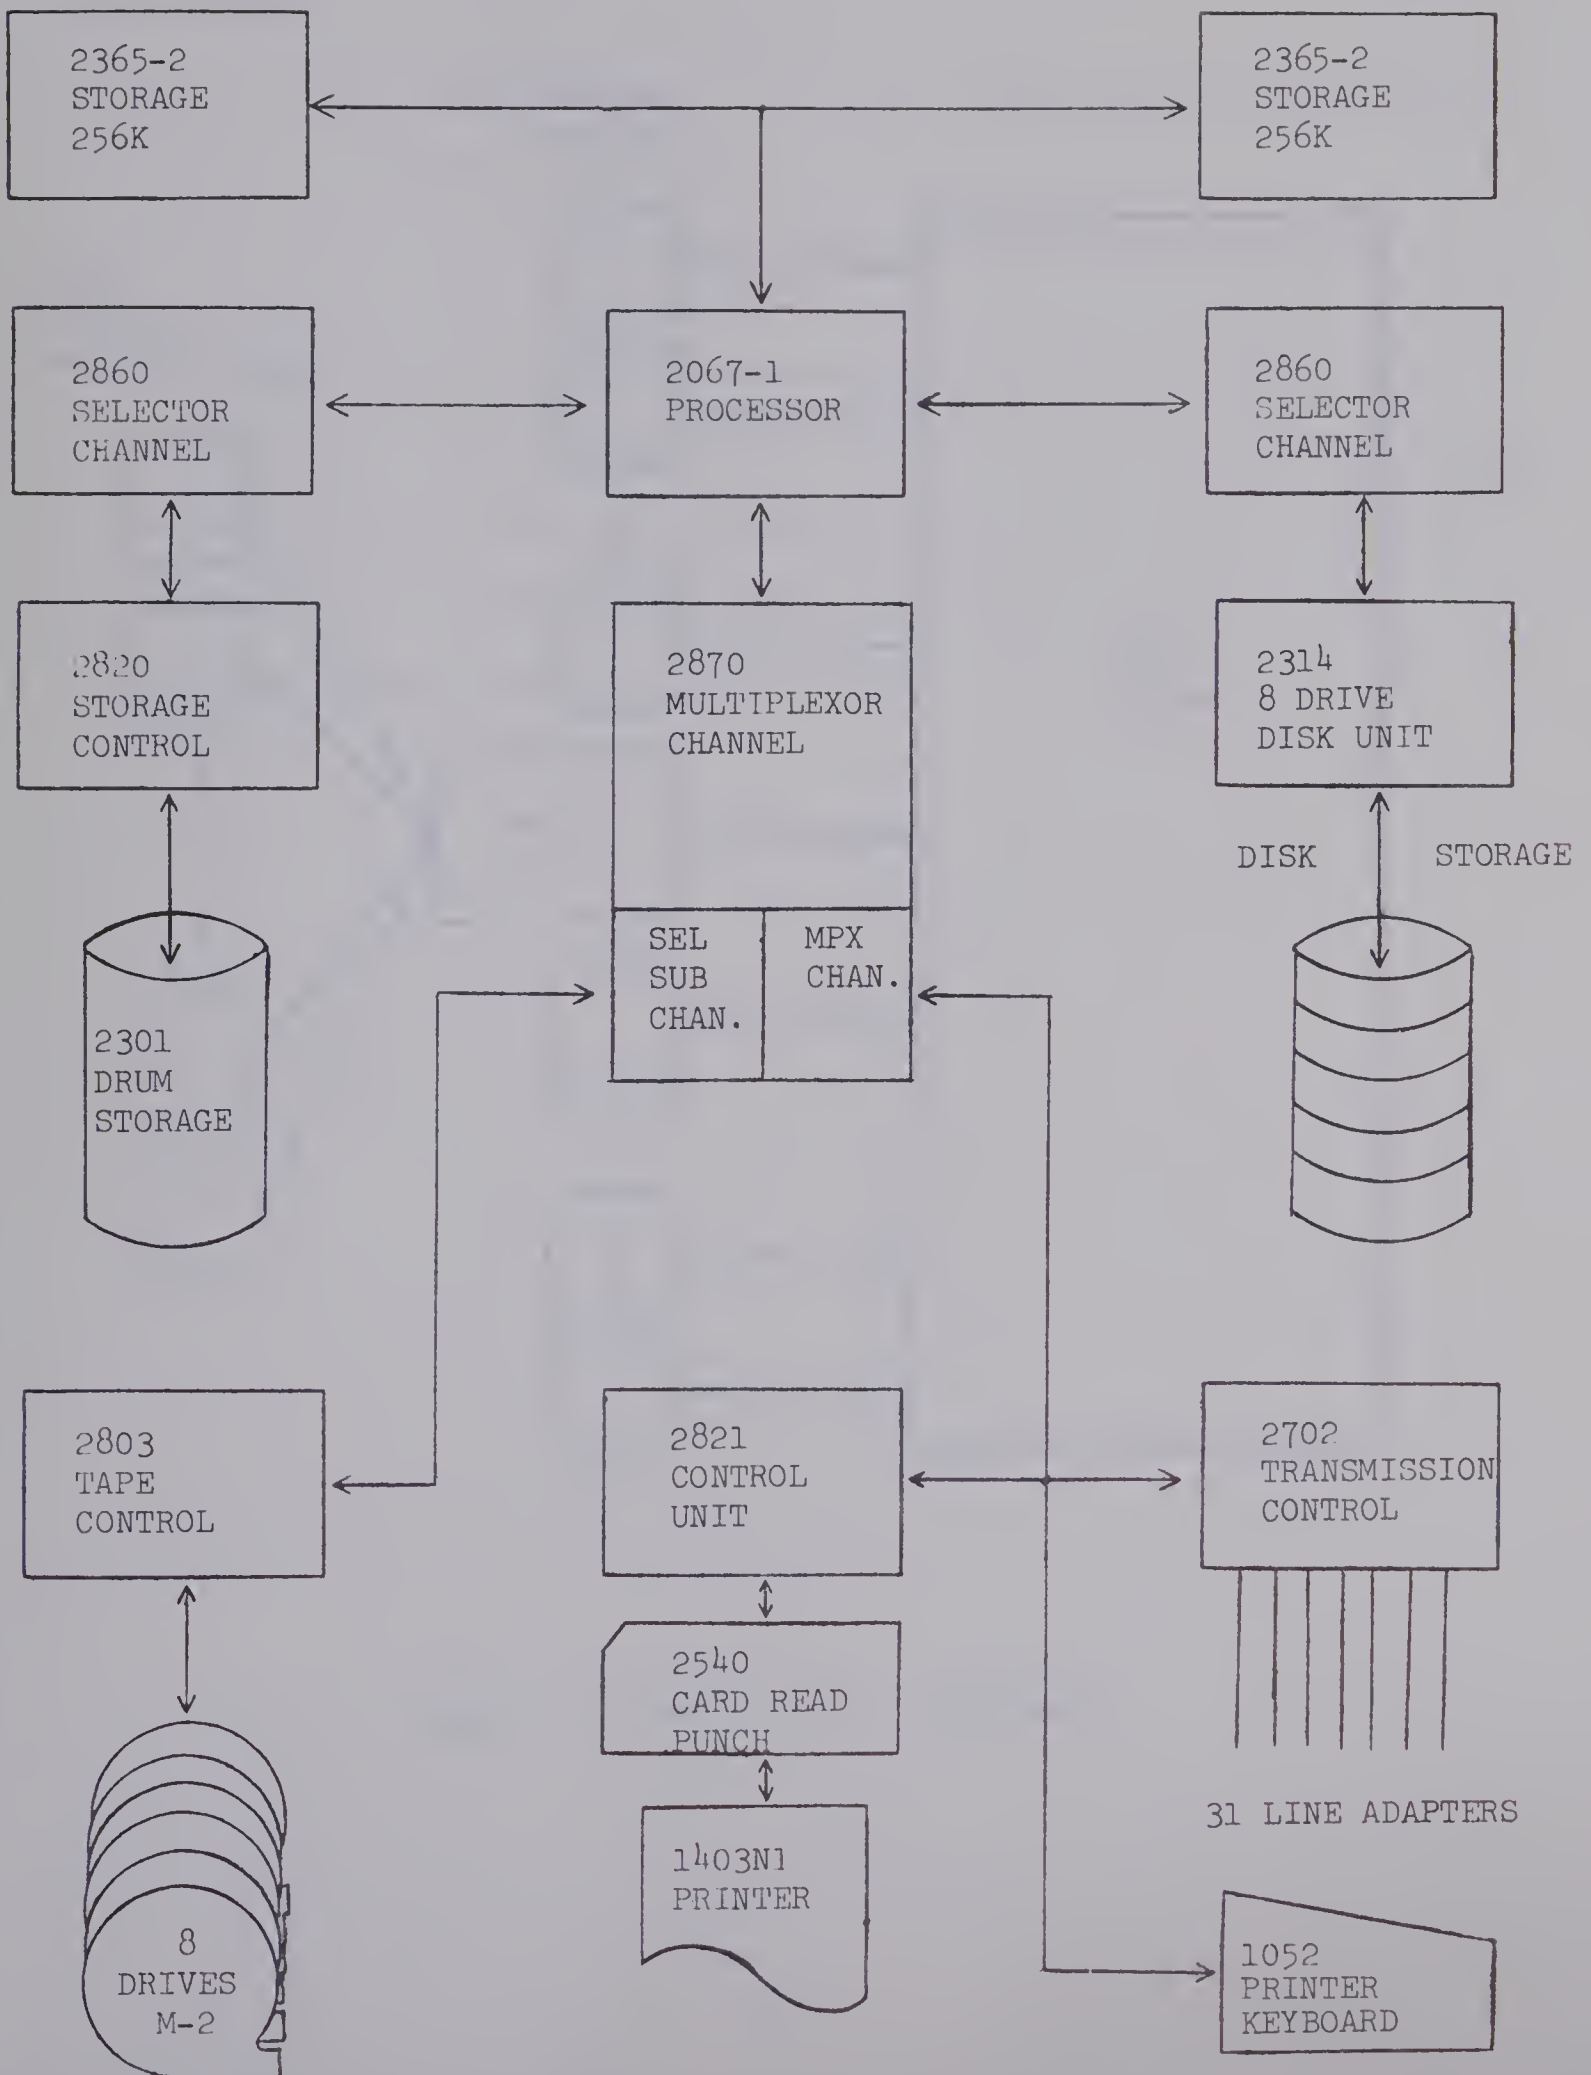 2365-2
STORAGE
256K
2365-2
STORAGE
256K
2860
SELECTOR
CHANNEL
2067-1
PROCESSOR
2860
SELECTOR
CHANNEL
2820
STORAGE
CONTROL
2870
MULTIPLEXOR
CHANNEL
2314
8 DRIVE
DISK UNIT
DISK STORAGE
SEL
SUB
CHAN.
MPX
CHAN.
2301
DRUM
STORAGE
2803
TAPE
CONTROL
2821
CONTROL
UNIT
2702
TRANSMISSION
CONTROL
2540
CARD READ
PUNCH
31 LINE ADAPTERS
1403N1
PRINTER
8
DRIVES
M-2
1052
PRINTER
KEYBOARD